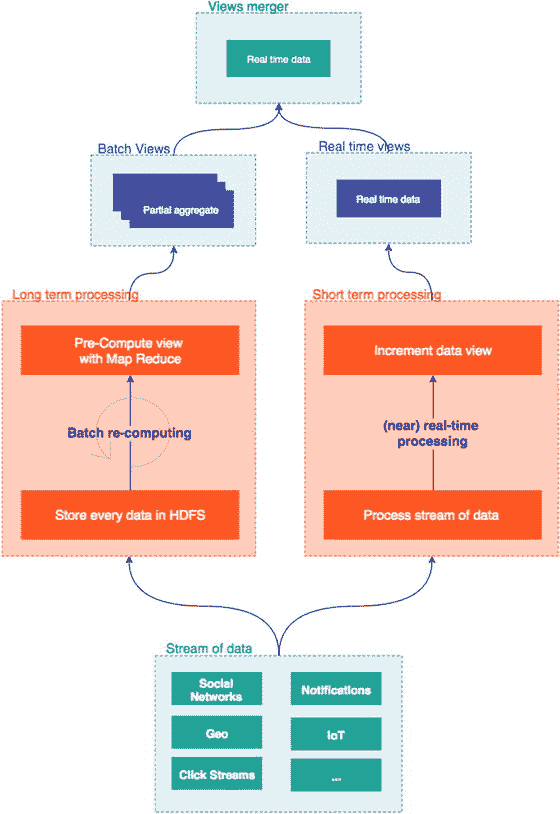 Views merger
Real time data
Batch Views
Partial aggregate
Real time views
Real time data
Long term processing
Pre-Compute view
with Map Reduce
Batch re-computing
Store every data in HDFS
Short term processing
Increment data view
(near) real-time
processing
Process stream of data
Stream of data
Social
Networks
Notifications
Geo
IoT
Click Streams
...